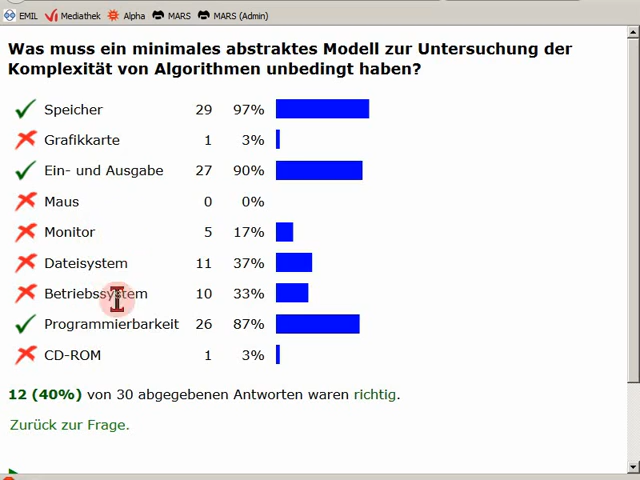 EMIL Mediathek Alpha MARS MARS (Admin)
Was muss ein minimales abstraktes Modell zur Untersuchung der
Komplexität von Algorithmen unbedingt haben?
Speicher 29 97%
Grafikkarte 1 3%
Ein- und Ausgabe 27 90%
Maus 0 0%
Monitor 5 17%
Dateisystem 11 37%
Betriebssystem 10 33%
Programmierbarkeit 26 87%
CD-ROM 1 3%
12 (40%) von 30 abgegebenen Antworten waren richtig.
Zurück zur Frage.